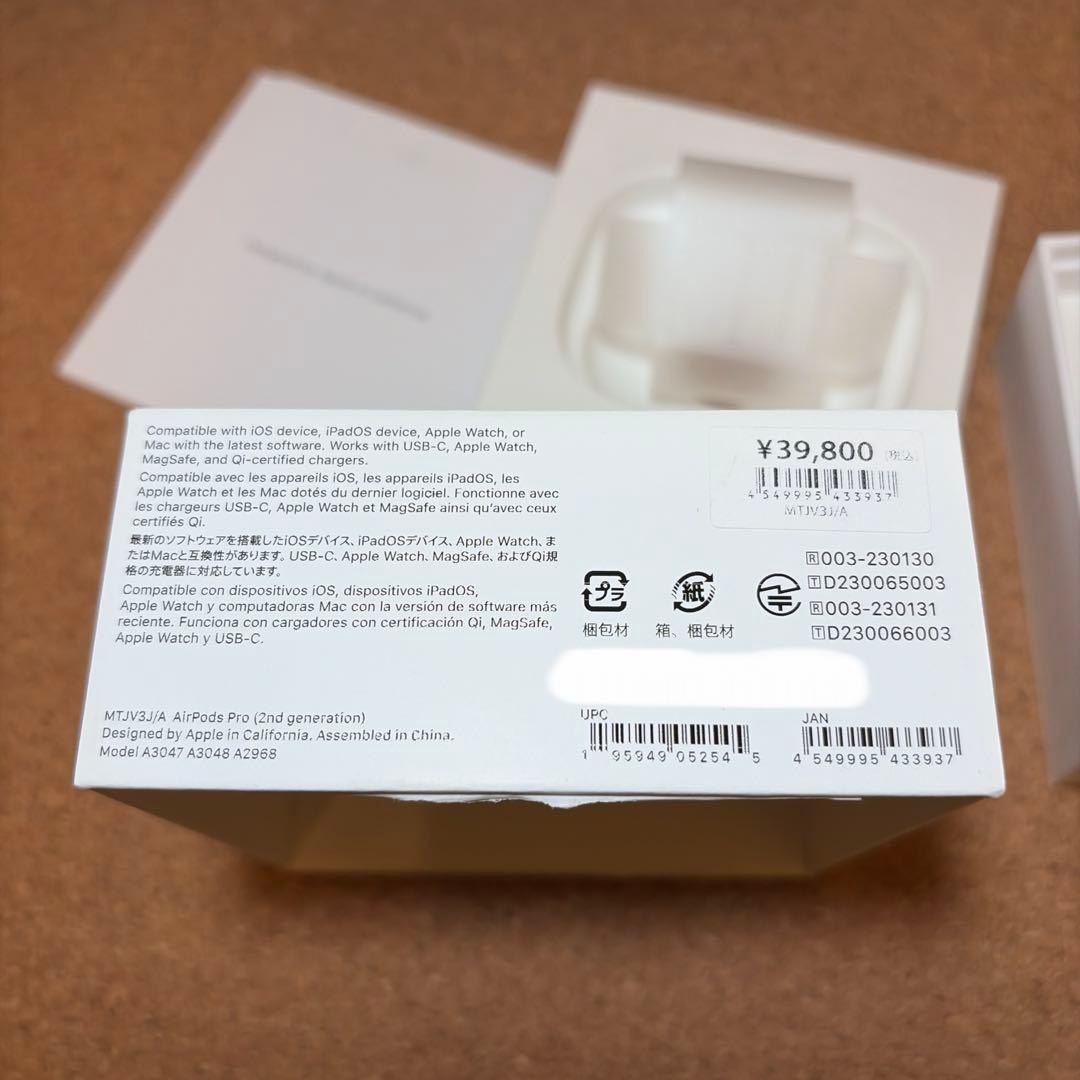 Compatible with iOS device, iPadOS device, Apple Watch, or
Mac with the latest software. Works with USB-C, Apple Watch,
MagSafe, and Qi-certified chargers.
Compatible avec les appareils iOS, les appareils iPadOS, les
Apple Watch et les Mac dotés du dernier logiciel. Fonctionne avec
les chargeurs USB-C, Apple Watch et MagSafe ainsi qu'avec ceux
certifiés Qi.
最新のソフトウェアを搭載したiOSデバイス、iPadOSデバイス、Apple Watch、ま
たはMacと互換性があります。USB-C、Apple Watch、MagSafe、およびQi規
格の充電器に対応しています。
Compatible con dispositivos iOS, dispositivos iPadOS,
Apple Watch y computadoras Mac con la versión de software más
reciente. Funciona con cargadores con certificación Qi, MagSafe,
Apple Watch y USB-C.
MTJV3J/A AirPods Pro (2nd generation)
Designed by Apple in California. Assembled in China.
Model A3047 A3048 A2968
¥39,800 (税込)
4 549995 433937
MTJV3J/A
R 003-230130
T D230065003
R 003-230131
T D230066003
プラ
梱包材
紙
箱、梱包材
UPC
1 95949 05254 5
JAN
4 549995 433937